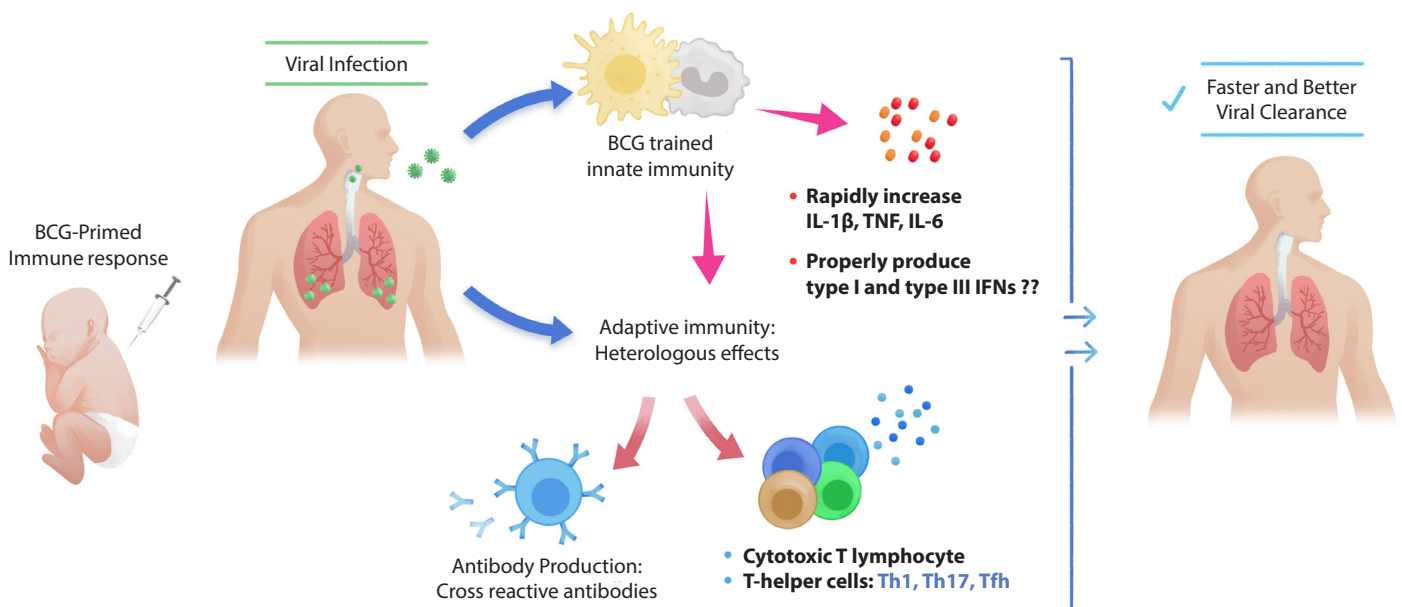 Viral Infection
BCG-Primed
Immune response
BCG trained
innate immunity
• Rapidly increase
IL-1β, TNF, IL-6
• Properly produce
type I and type III IFNs ??
Adaptive immunity:
Heterologous effects
Antibody Production:
Cross reactive antibodies
• Cytotoxic T lymphocyte
• T-helper cells: Th1, Th17, Tfh
Faster and Better
Viral Clearance